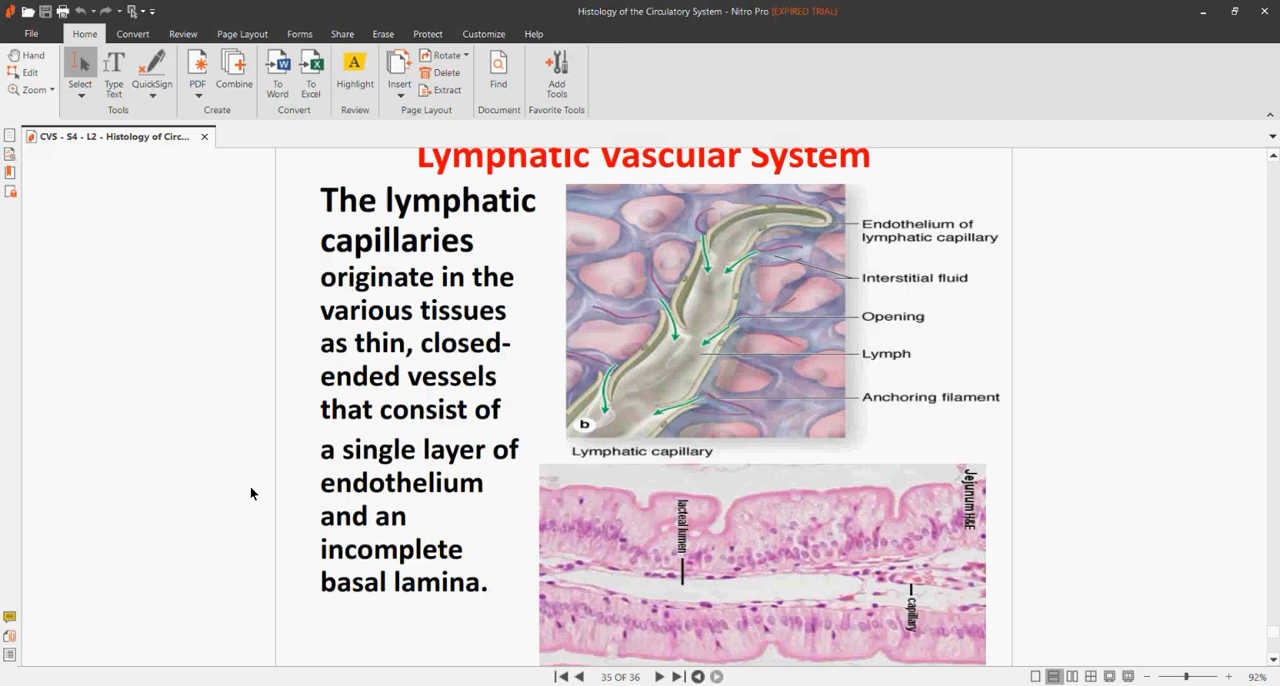 Histology of the Circulatory System - Nitro Pro (EXPIRED TRIAL)
File Home Convert Review Page Layout Forms Share Erase Protect Customize Help
Hand
Edit
Zoom
Select
Type Text
QuickSign
Tools
PDF
Combine
Create
To Word
To Excel
Convert
Highlight
Review
Insert
Rotate
Delete
Extract
Page Layout
Find
Document
Add Tools
Favorite Tools
CVS - S4 - L2 - Histology of Circ...
Lymphatic Vascular System
The lymphatic
capillaries
originate in the
various tissues
as thin, closed-
ended vessels
that consist of
a single layer of
endothelium
and an
incomplete
basal lamina.
Endothelium of
lymphatic capillary
Interstitial fluid
Opening
Lymph
Anchoring filament
b
Lymphatic capillary
lacteal lumen
Jejunum H&E
capillary
35 OF 36
92%